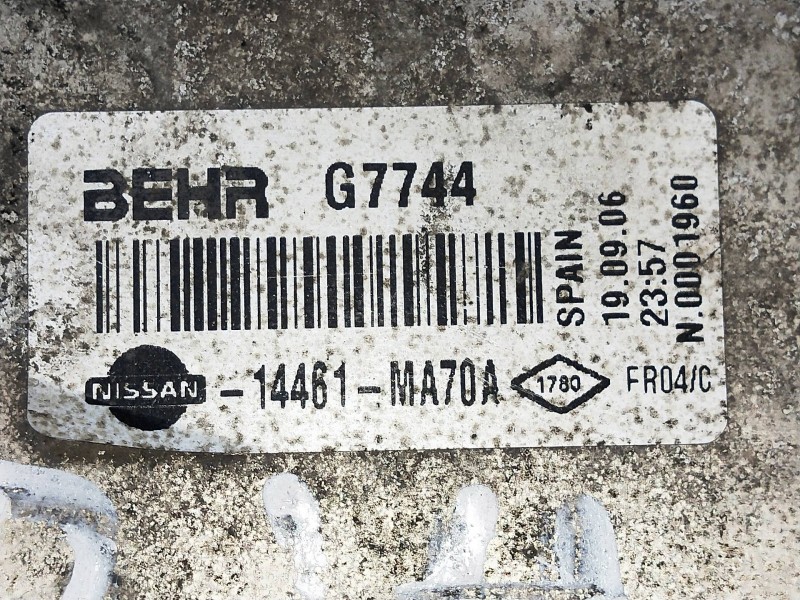 BEHR G7744
NISSAN -14461-MA70A 1780 FR04/C
SPAIN
19.09.06
23:57
N.0001960